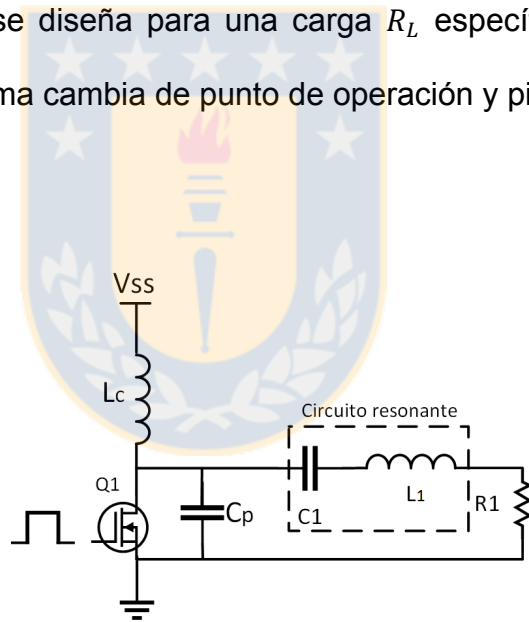 se diseña para una carga R_L específ
ma cambia de punto de operación y pi
Vss
Lc
Circuito resonante
Q1
Cp
C1
L1
R1